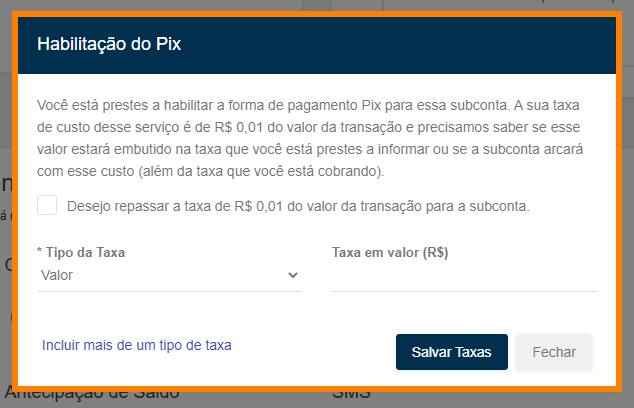 Habilitação do Pix
Você está prestes a habilitar a forma de pagamento Pix para essa subconta. A sua taxa
de custo desse serviço é de R$ 0,01 do valor da transação e precisamos saber se esse
valor estará embutido na taxa que você está prestes a informar ou se a subconta arcará
com esse custo (além da taxa que você está cobrando).
Desejo repassar a taxa de R$ 0,01 do valor da transação para a subconta.
* Tipo da Taxa
Taxa em valor (R$)
Valor
Incluir mais de um tipo de taxa
Salvar Taxas
Fechar
Antecipação de Saldo
SMS